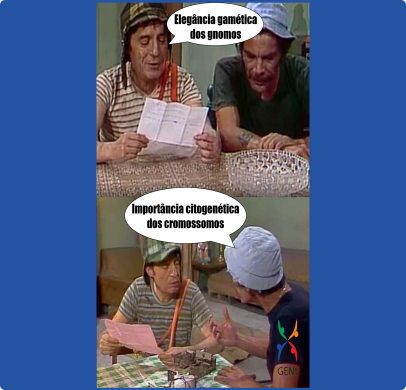 Elegância gamética
dos gnomos
Importância citogenética
dos cromossomos
GEN